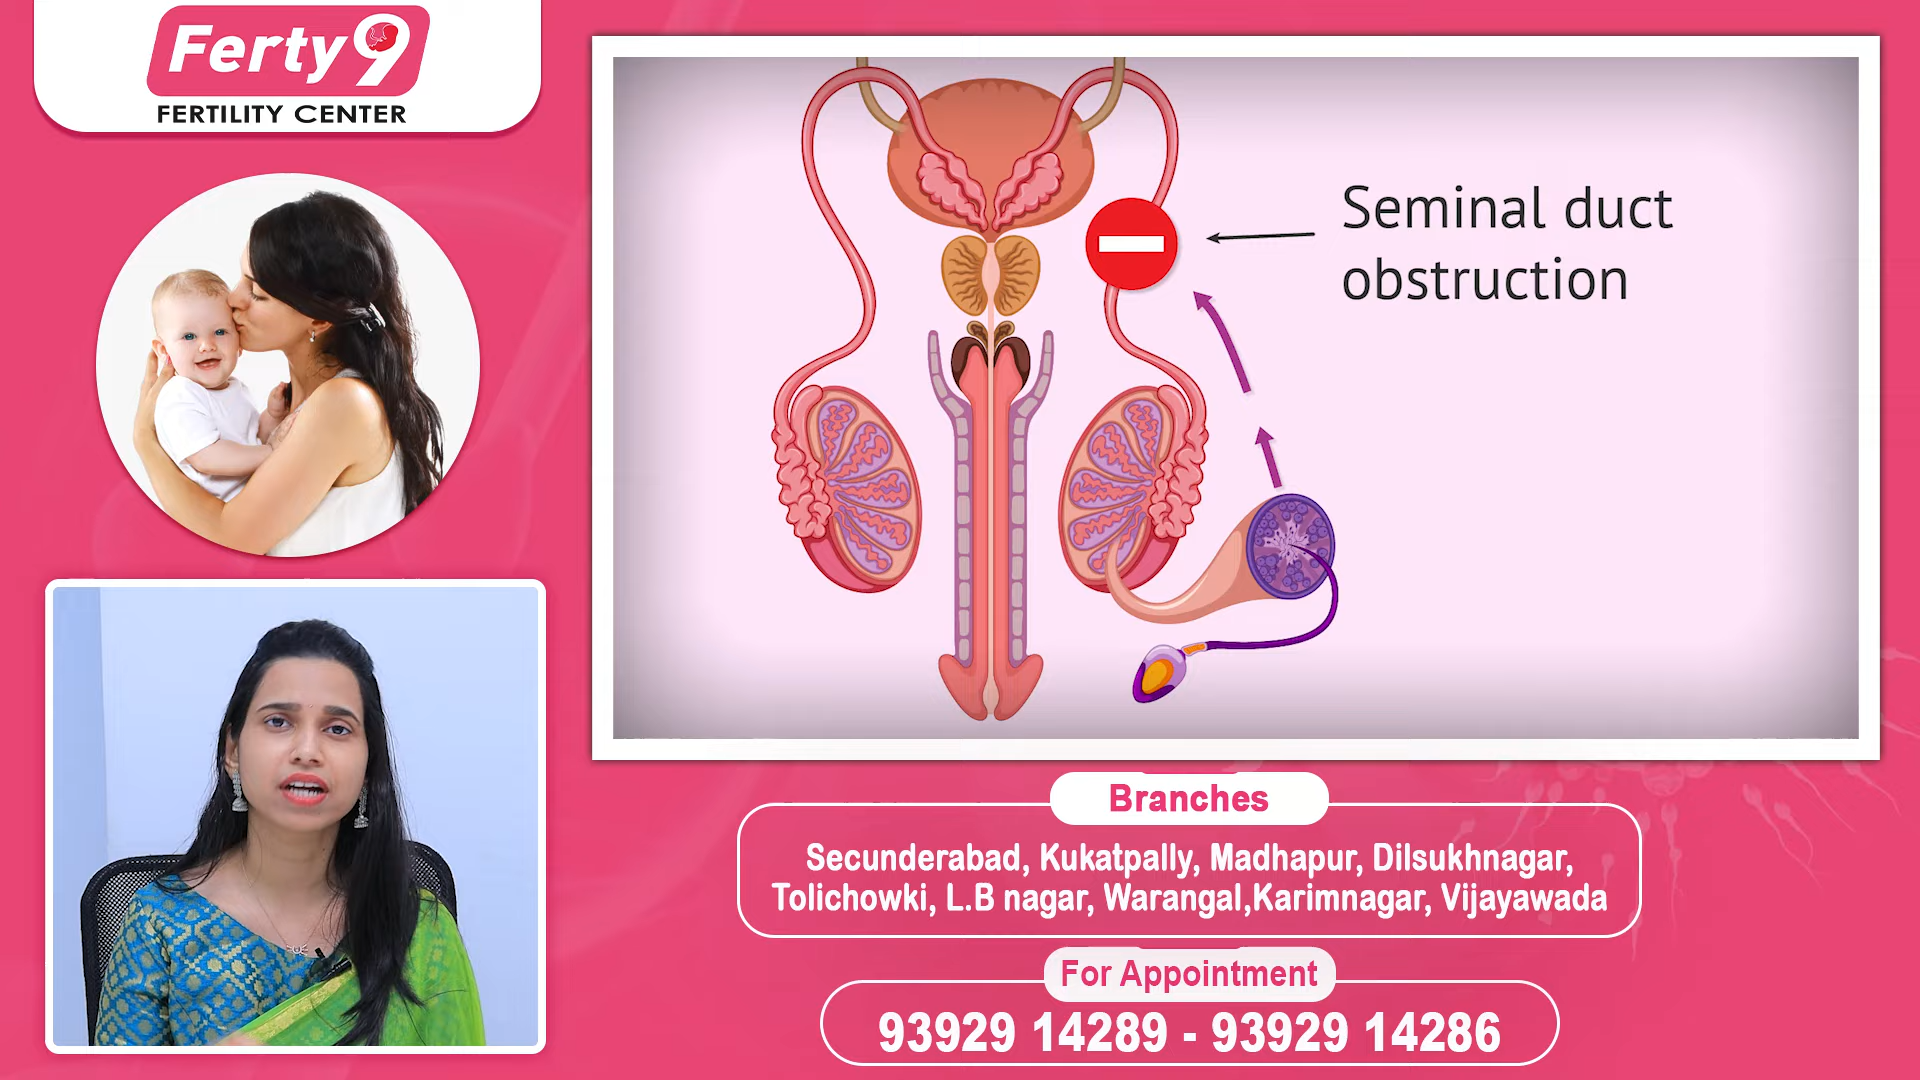 Ferty9
FERTILITY CENTER
Seminal duct
obstruction
Branches
Secunderabad, Kukatpally, Madhapur, Dilsukhnagar,
Tolichowki, L.B nagar, Warangal,Karimnagar, Vijayawada
For Appointment
93929 14289 - 93929 14286